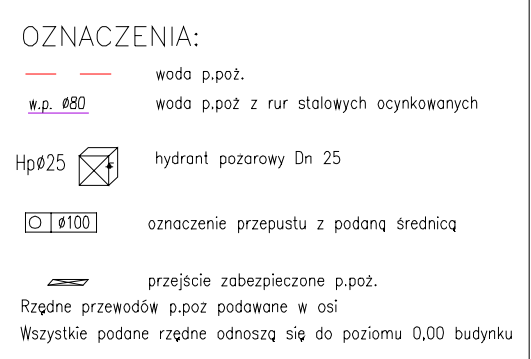 OZNACZENIA:
woda p.poż.
w.p. Ø80 woda p.poż z rur stalowych ocynkowanych
HpØ25 hydrant pożarowy Dn 25
Ø100 oznaczenie przepustu z podaną średnicą
przejście zabezpieczone p.poż.
Rzędne przewodów p.poż podawane w osi
Wszystkie podane rzędne odnoszą się do poziomu 0,00 budynku